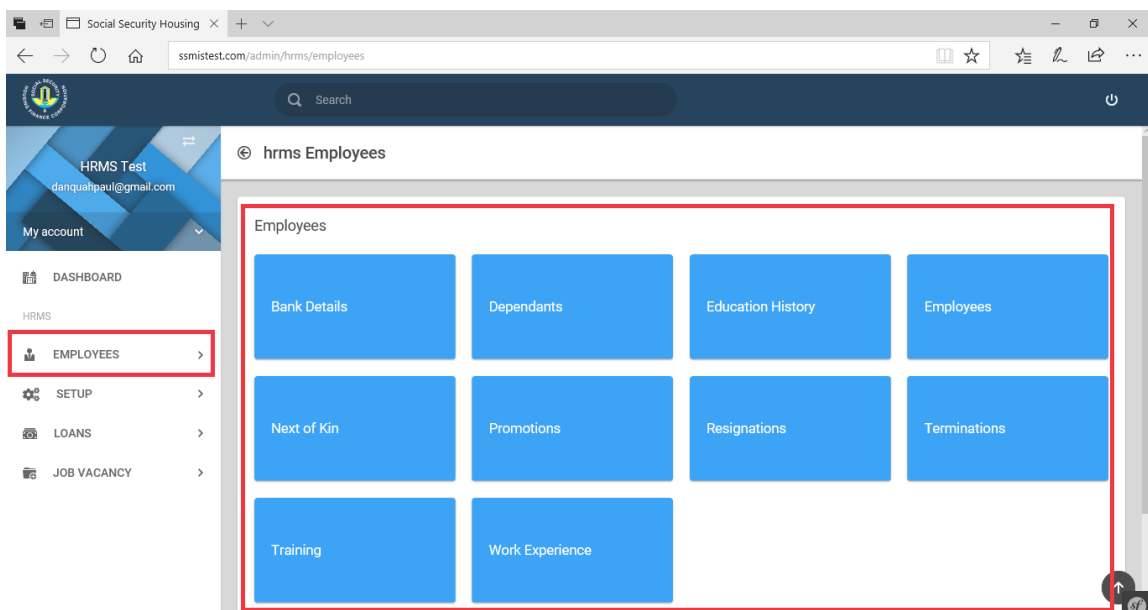 Social Security Housing
ssmistest.com/admin/hrms/employees
Search
HRMS Test
danquahpaul@gmail.com
My account
DASHBOARD
HRMS
EMPLOYEES
SETUP
LOANS
JOB VACANCY
hrms Employees
Employees
Bank Details
Dependants
Education History
Employees
Next of Kin
Promotions
Resignations
Terminations
Training
Work Experience